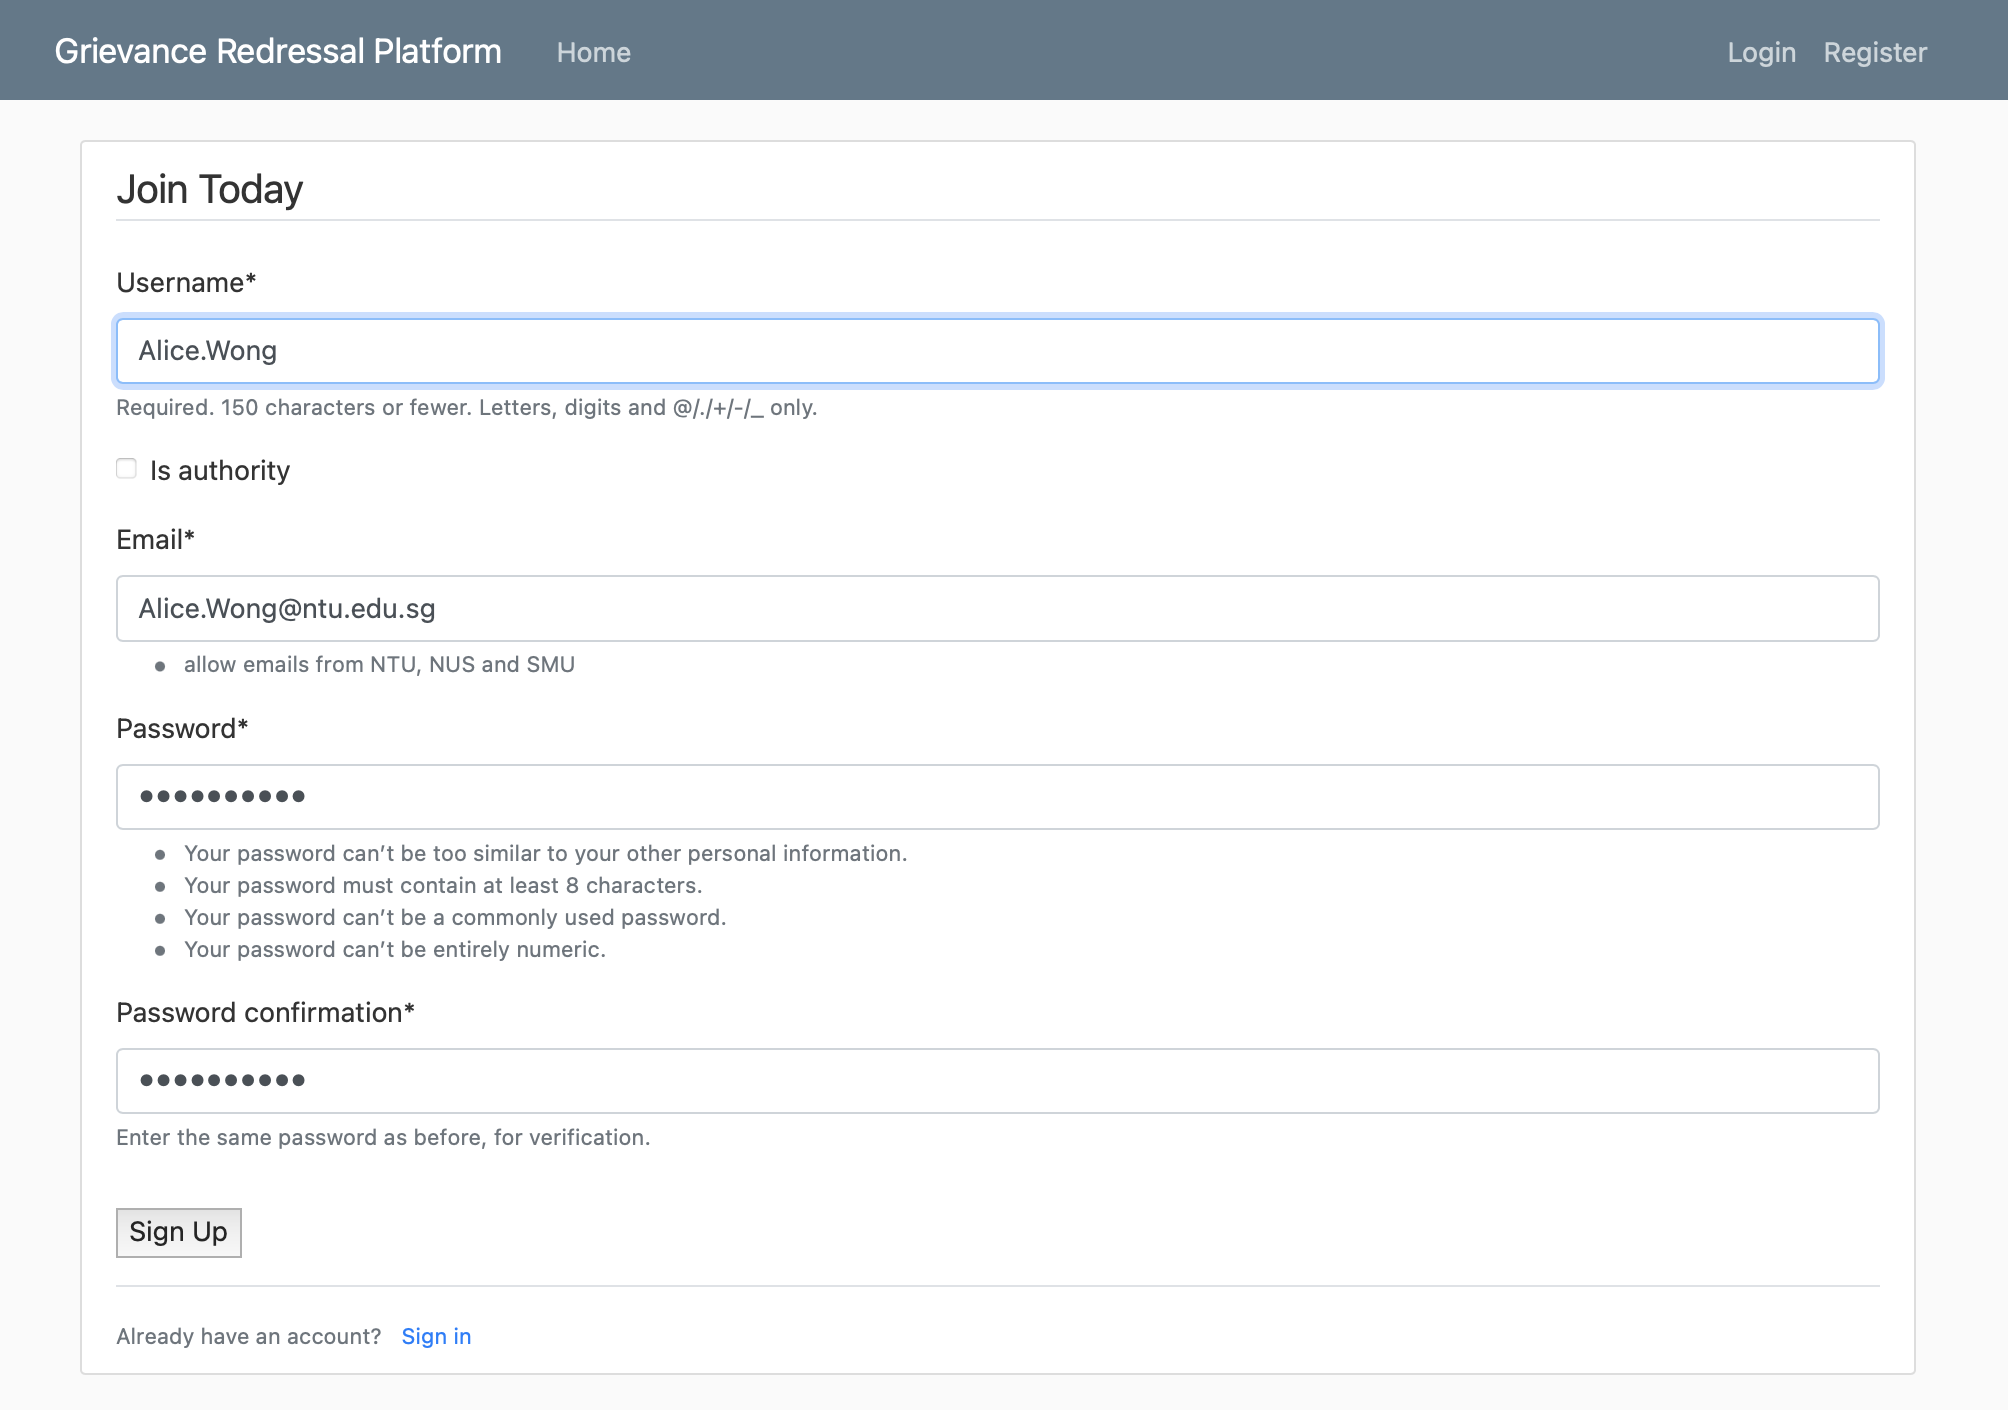 Grievance Redressal Platform Home Login Register
Join Today
Username*
Alice.Wong
Required. 150 characters or fewer. Letters, digits and @/./+/-/_ only.
Is authority
Email*
Alice.Wong@ntu.edu.sg
• allow emails from NTU, NUS and SMU
Password*
••••••••••
• Your password can’t be too similar to your other personal information.
• Your password must contain at least 8 characters.
• Your password can’t be a commonly used password.
• Your password can’t be entirely numeric.
Password confirmation*
••••••••••
Enter the same password as before, for verification.
Sign Up
Already have an account? Sign in